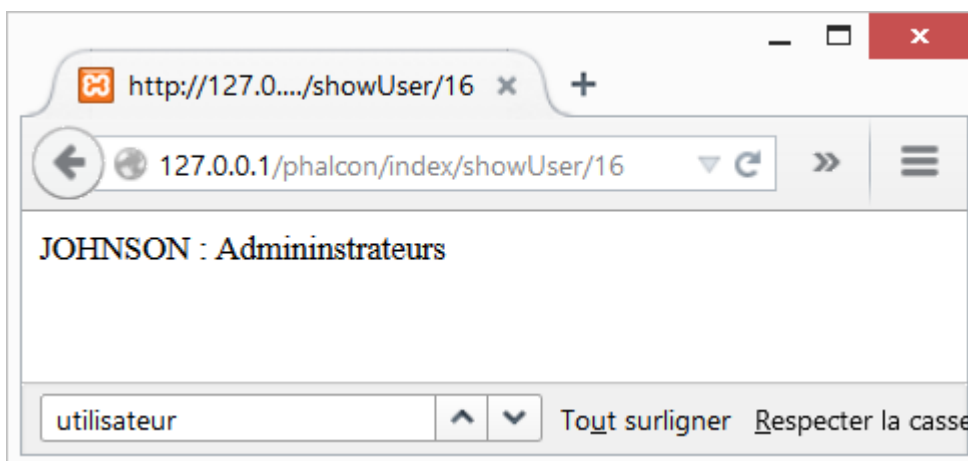 http://127.0..../showUser/16
127.0.0.1/phalcon/index/showUser/16
JOHNSON : Admininstrateurs
utilisateur Tout surligner Respecter la casse